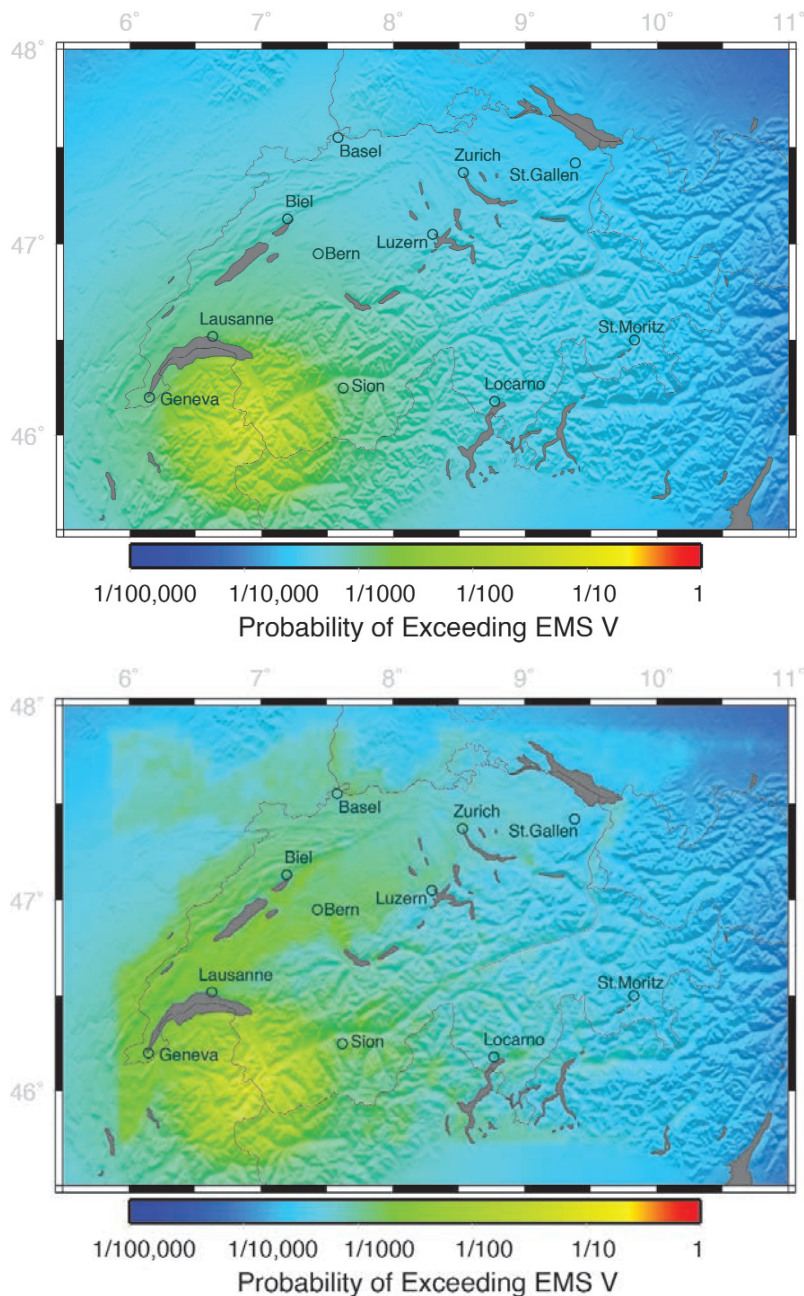 6° 7° 8° 9° 10° 11°
48°
Basel
Zurich
St.Gallen
Biel
47°
Bern
Luzern
Lausanne
St.Moritz
Sion
Locarno
Geneva
46°
1/100,000 1/10,000 1/1000 1/100 1/10 1
Probability of Exceeding EMS V
6° 7° 8° 9° 10° 11°
48°
Basel
Zurich
St.Gallen
Biel
47°
Bern
Luzern
Lausanne
St.Moritz
Sion
Locarno
Geneva
46°
1/100,000 1/10,000 1/1000 1/100 1/10 1
Probability of Exceeding EMS V